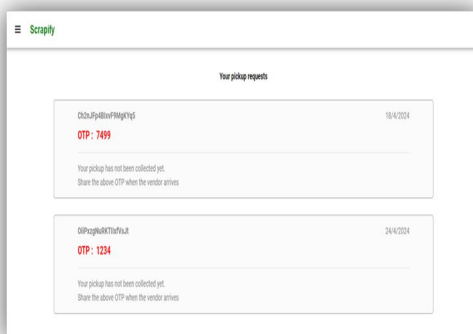 Scrapify
Your pickup requests
18/4/2024
OTP : 7499
Your pickup has not been collected yet.
Share the above OTP when the vendor arrives
24/4/2024
OTP : 1234
Your pickup has not been collected yet.
Share the above OTP when the vendor arrives